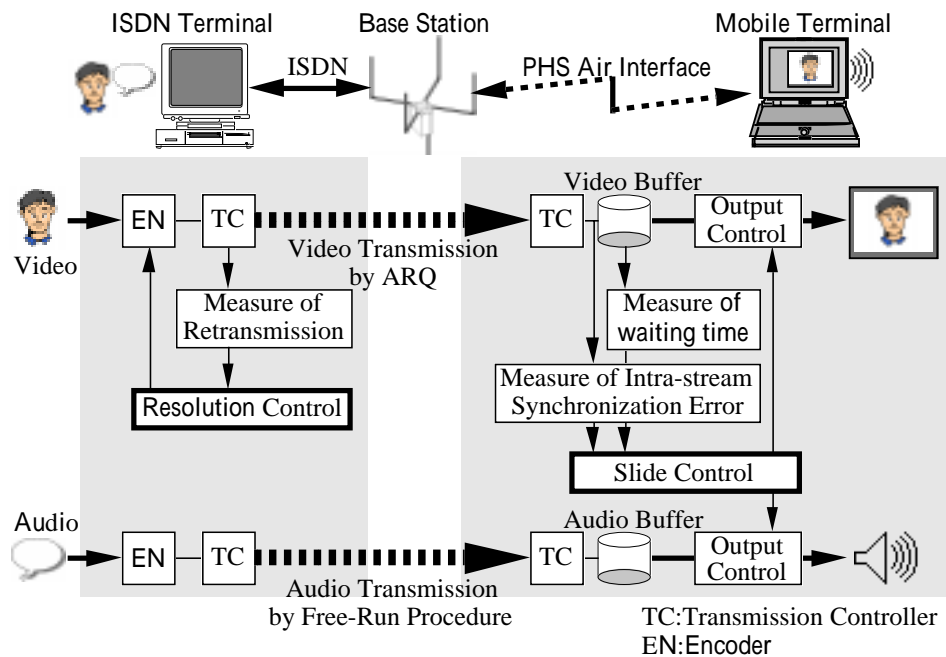 ISDN Terminal
Base Station
Mobile Terminal
ISDN
PHS Air Interface
Video
EN
TC
Video Transmission
by ARQ
TC
Video Buffer
Output
Control
Measure of
Retransmission
Resolution Control
Measure of
waiting time
Measure of Intra-stream
Synchronization Error
Slide Control
Audio
EN
TC
Audio Transmission
by Free-Run Procedure
TC
Audio Buffer
Output
Control
TC:Transmission Controller
EN:Encoder